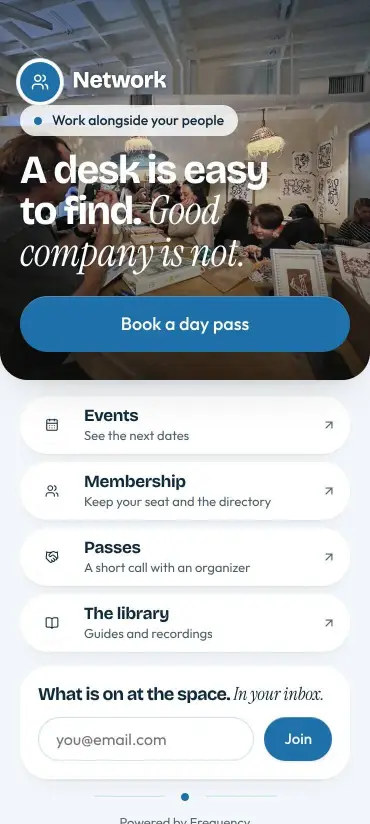 Network
Work alongside your people
A desk is easy
to find. Good
company is not.
Book a day pass
Events
See the next dates
Membership
Keep your seat and the directory
Passes
A short call with an organizer
The library
Guides and recordings
What is on at the space. In your inbox.
you@email.com
Join
Powered by Frequency